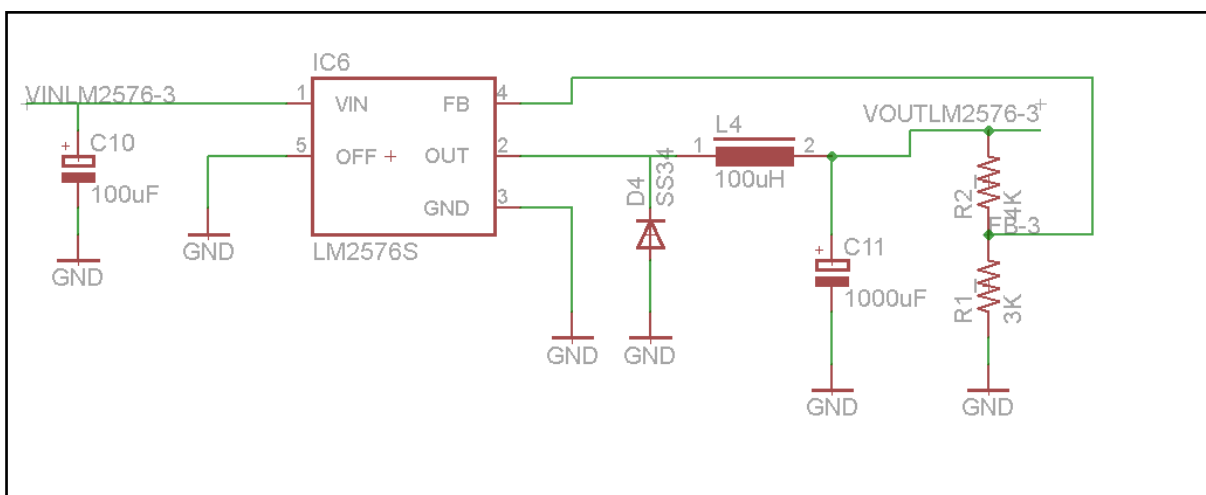 IC6
VINLM2576-3
1
VIN
FB
4
VOUTLM2576-3
C10
100uF
5
OFF
OUT
2
1
L4
2
100uH
D4
SS34
GND
3
LM2576S
R2
4K
FB-3
C11
1000uF
R1
3K
GND
GND
GND
GND
GND
GND